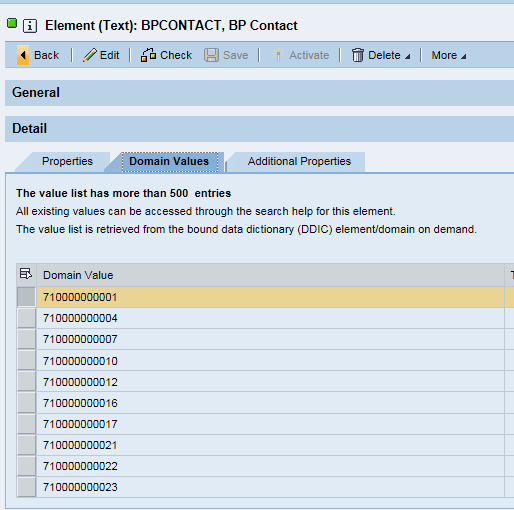 Element (Text): BPCONTACT, BP Contact
Back Edit Check Save Activate Delete More
General
Detail
Properties Domain Values Additional Properties
The value list has more than 500 entries
All existing values can be accessed through the search help for this element.
The value list is retrieved from the bound data dictionary (DDIC) element/domain on demand.
Domain Value
710000000001
710000000004
710000000007
710000000010
710000000012
710000000016
710000000017
710000000021
710000000022
710000000023